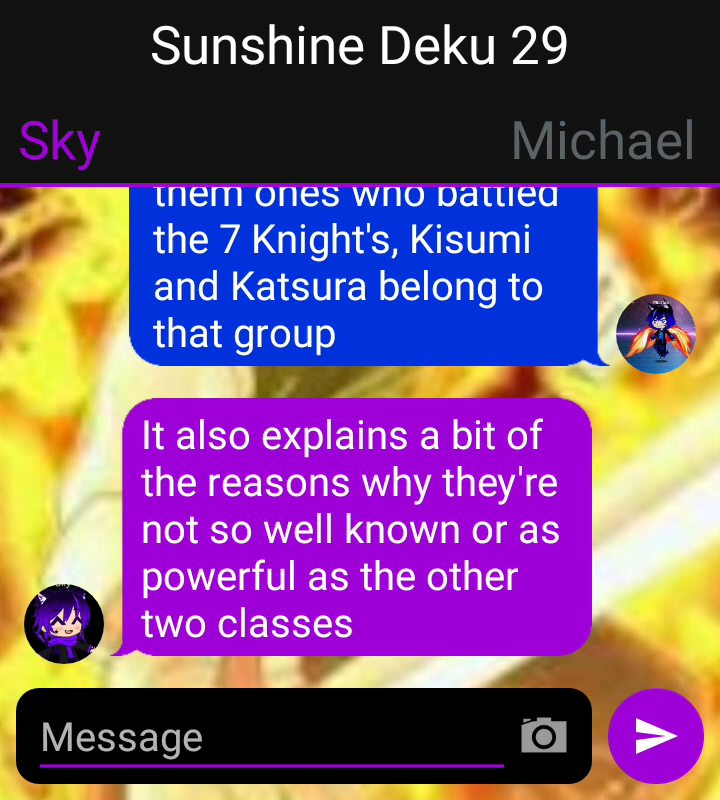 Sunshine Deku 29
Sky
Michael
them ones who battled
the 7 Knight's, Kisumi
and Katsura belong to
that group
It also explains a bit of
the reasons why they're
not so well known or as
powerful as the other
two classes
Message